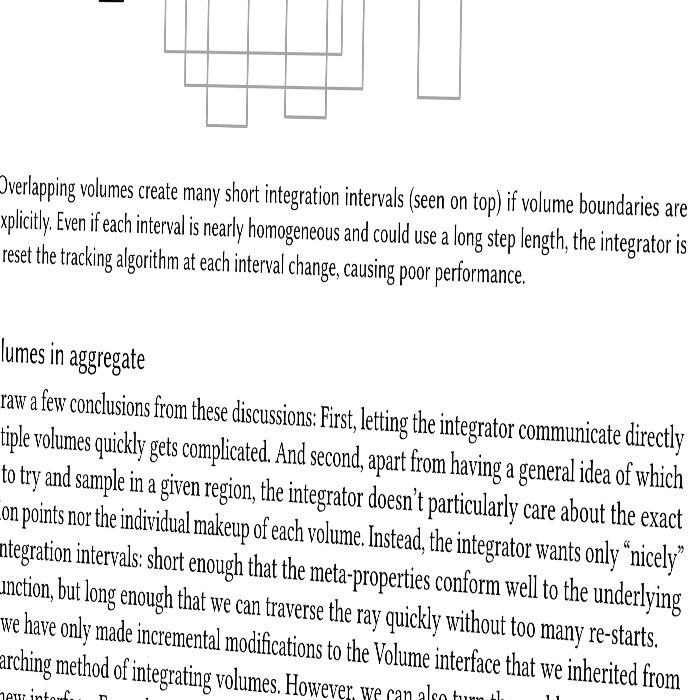 Overlapping volumes create many short integration intervals (seen on top) if volume boundaries are
xplicitly. Even if each interval is nearly homogeneous and could use a long step length, the integrator is
reset the tracking algorithm at each interval change, causing poor performance.
lumes in aggregate
raw a few conclusions from these discussions: First, letting the integrator communicate directly
tiple volumes quickly gets complicated. And second, apart from having a general idea of which
to try and sample in a given region, the integrator doesn’t particularly care about the exact
ion points nor the individual makeup of each volume. Instead, the integrator wants only “nicely”
ntegration intervals: short enough that the meta-properties conform well to the underlying
unction, but long enough that we can traverse the ray quickly without too many re-starts.
we have only made incremental modifications to the Volume interface that we inherited from
arching method of integrating volumes. However, we can also turn